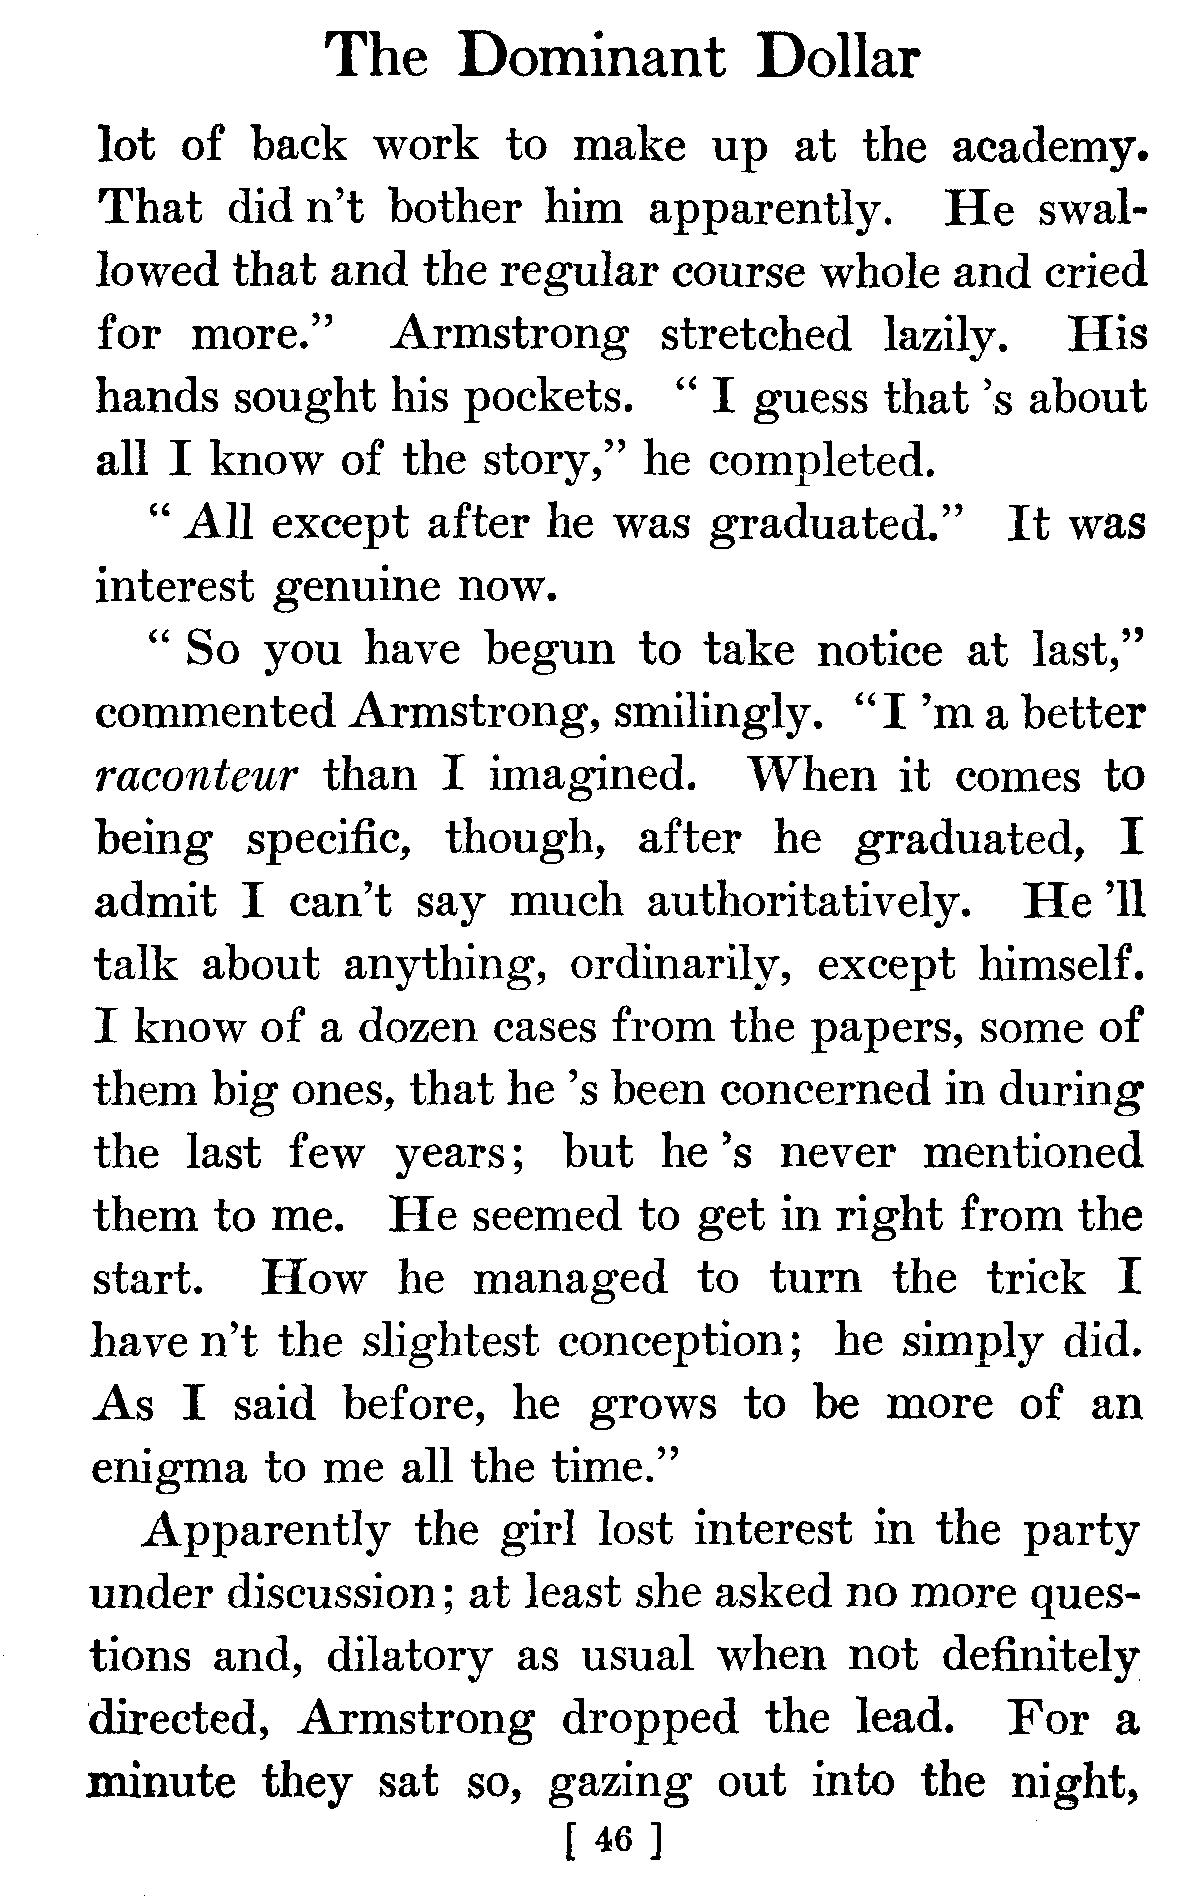 The Dominant Dollar
lot of back work to make up at the academy.
That did n't bother him apparently. He swal-
lowed that and the regular course whole and cried
for more.” Armstrong stretched lazily. His
hands sought his pockets. “ I guess that 's about
all I know of the story,” he completed.
“ All except after he was graduated.” It was
interest genuine now.
“ So you have begun to take notice at last,”
commented Armstrong, smilingly. “I 'm a better
raconteur than I imagined. When it comes to
being specific, though, after he graduated, I
admit I can't say much authoritatively. He 'll
talk about anything, ordinarily, except himself.
I know of a dozen cases from the papers, some of
them big ones, that he 's been concerned in during
the last few years; but he 's never mentioned
them to me. He seemed to get in right from the
start. How he managed to turn the trick I
have n't the slightest conception; he simply did.
As I said before, he grows to be more of an
enigma to me all the time.”
Apparently the girl lost interest in the party
under discussion; at least she asked no more ques-
tions and, dilatory as usual when not definitely
directed, Armstrong dropped the lead. For a
minute they sat so, gazing out into the night,
[ 46 ]